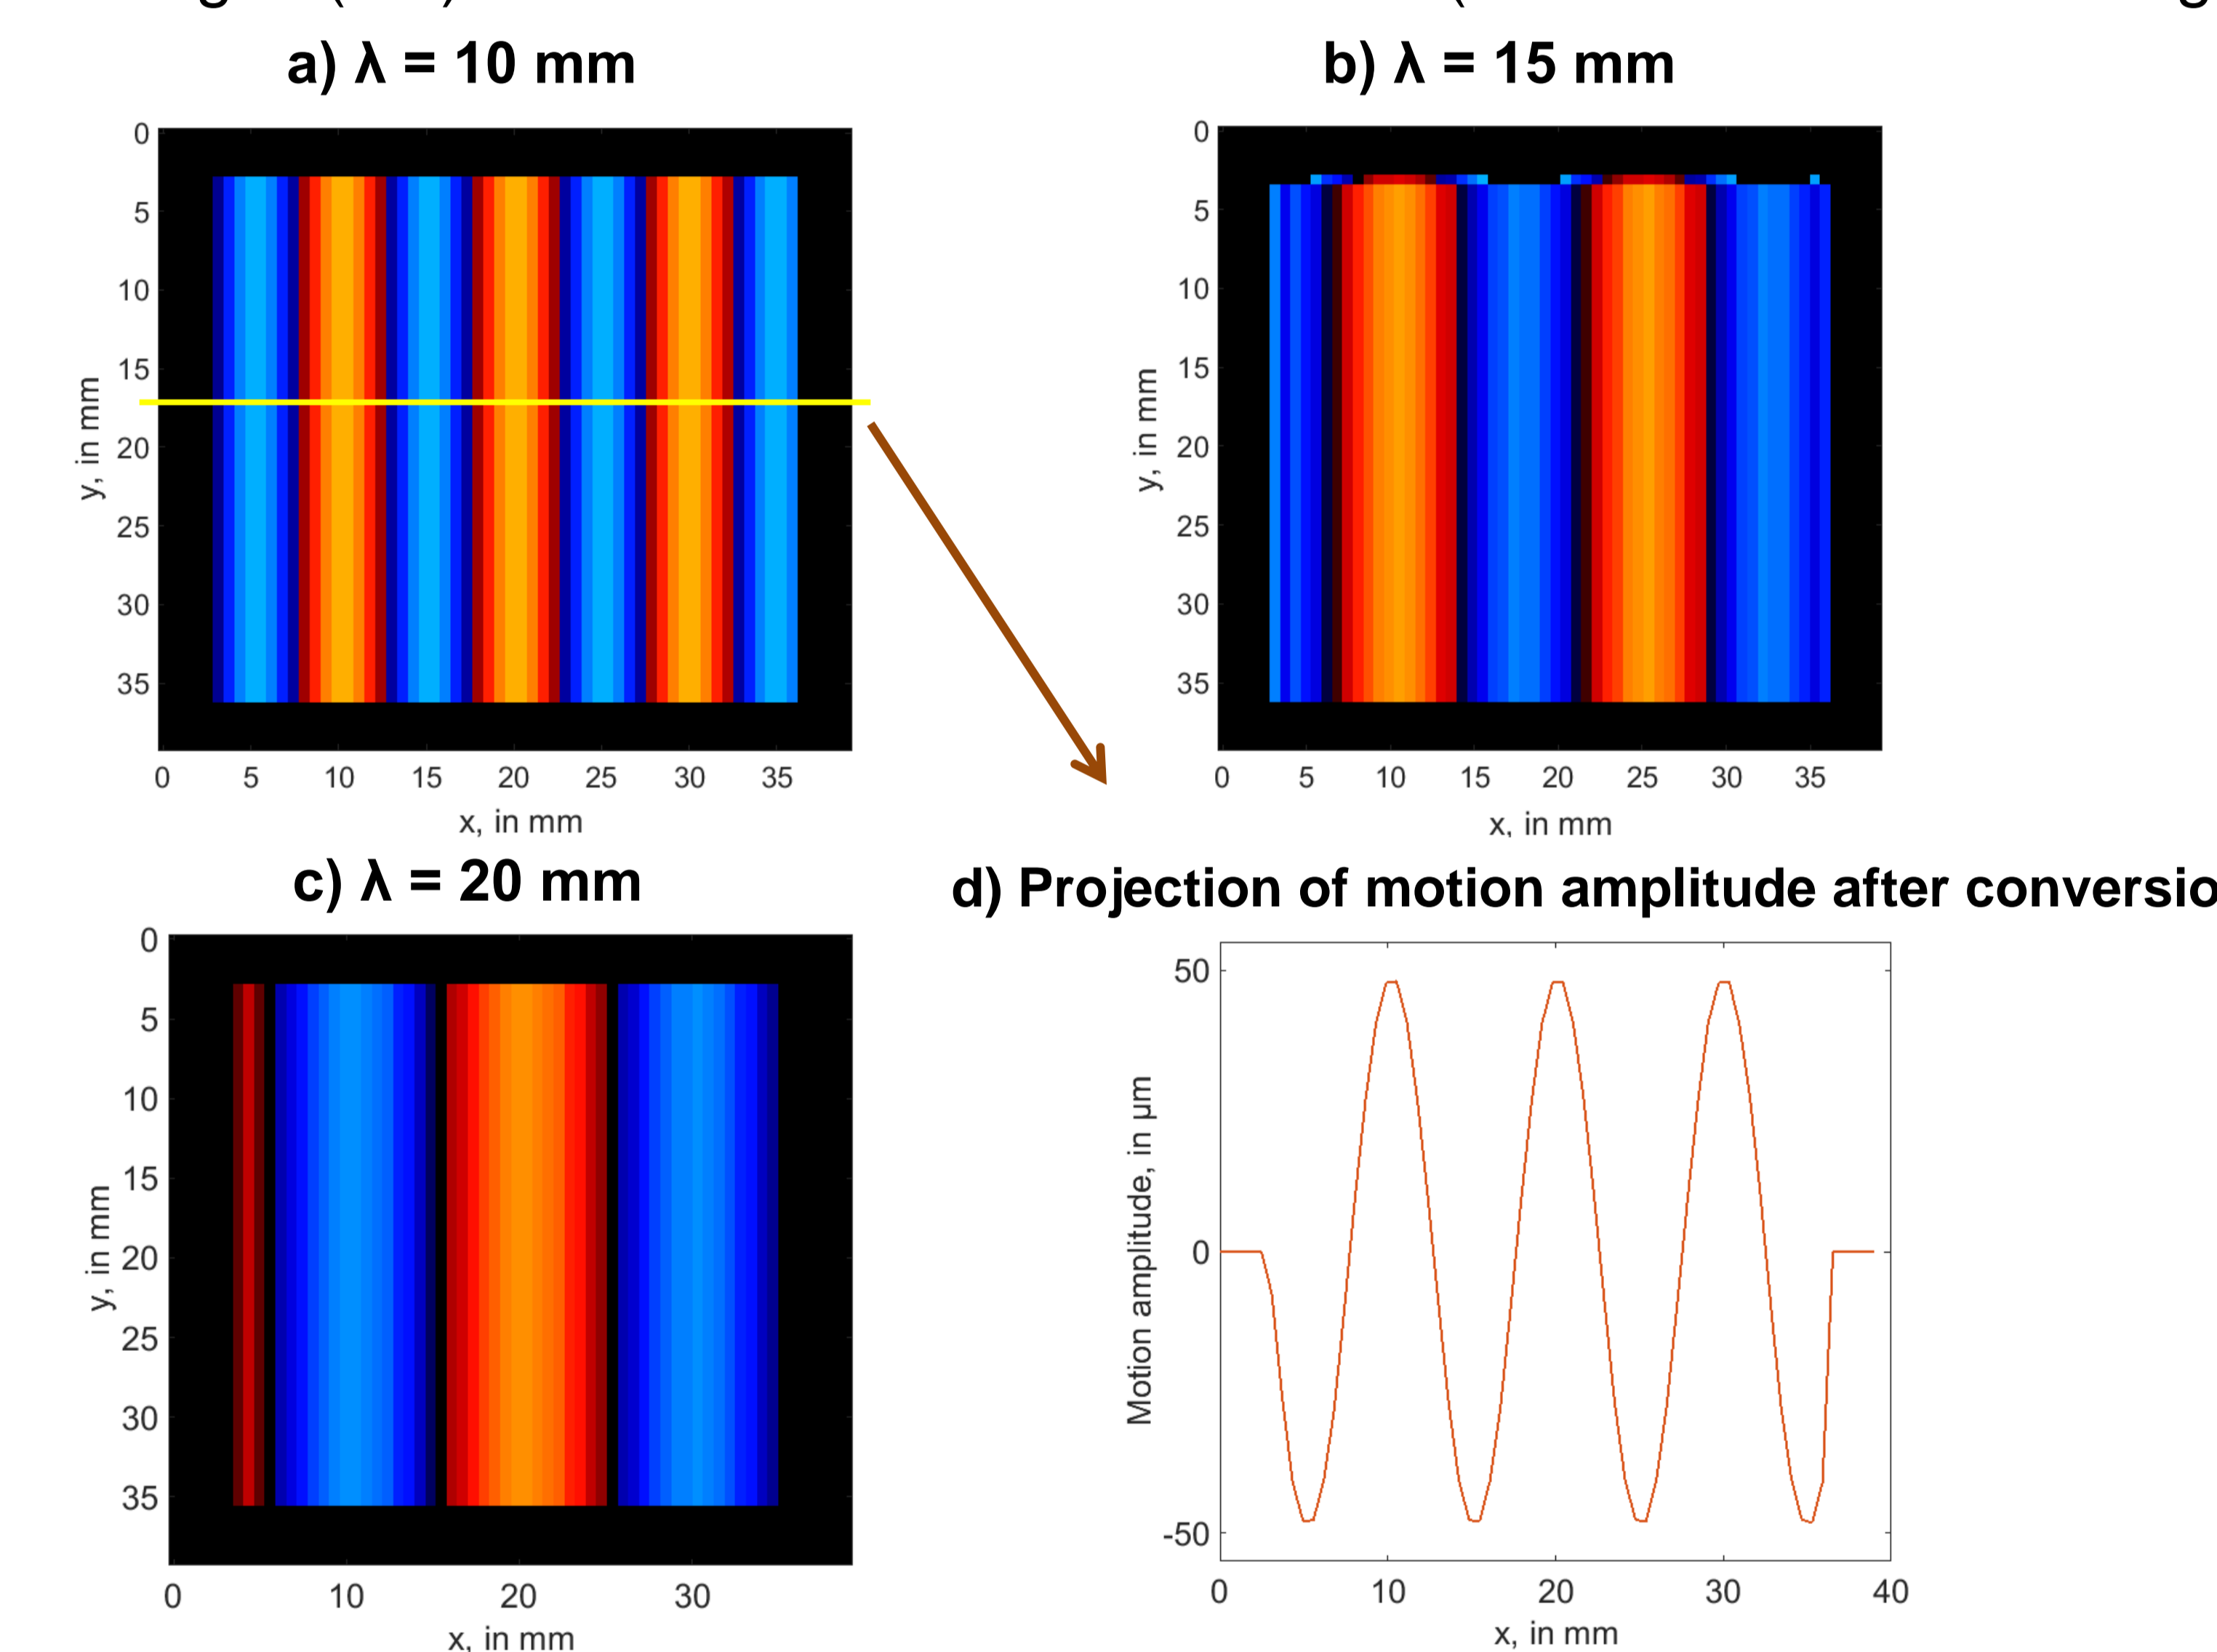 a) λ = 10 mm
b) λ = 15 mm
0
5
10
15
20
25
30
35
y, in mm
0 5 10 15 20 25 30 35
x, in mm
0
5
10
15
20
25
30
35
y, in mm
0 5 10 15 20 25 30 35
x, in mm
c) λ = 20 mm
d) Projection of motion amplitude after conversio
0
5
10
15
20
25
30
35
y, in mm
0 10 20 30
x, in mm
50
0
-50
Motion amplitude, in μm
0 10 20 30 40
x, in mm